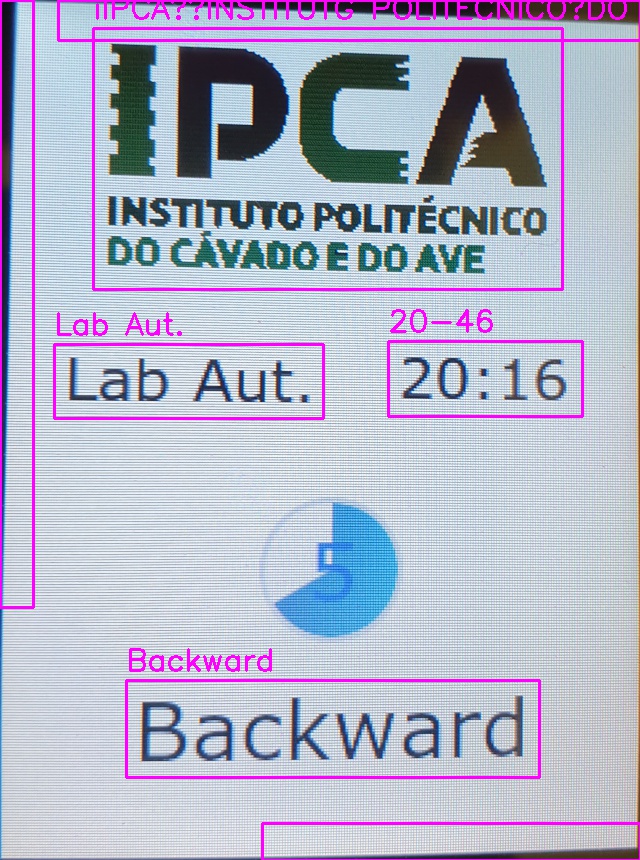 IIPCA??INSTITUTG POLITECNICO?DO
IPCA
INSTITUTO POLITÉCNICO
DO CÁVADO E DO AVE
Lab Aut.
20-46
Lab Aut.
20:16
5
Backward
Backward